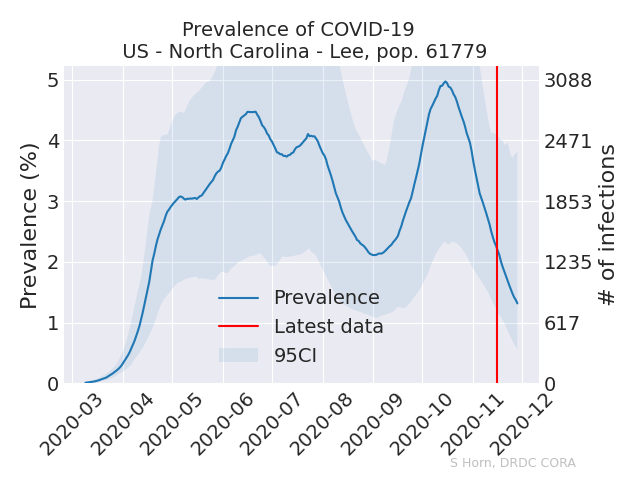 Prevalence of COVID-19
US - North Carolina - Lee, pop. 61779
Prevalence (%)
5
4
3
2
1
0
3088
2471
1853
1235
617
0
# of infections
Prevalence
Latest data
95CI
2020-03
2020-04
2020-05
2020-06
2020-07
2020-08
2020-09
2020-10
2020-11
2020-12
S Horn, DRDC CORA